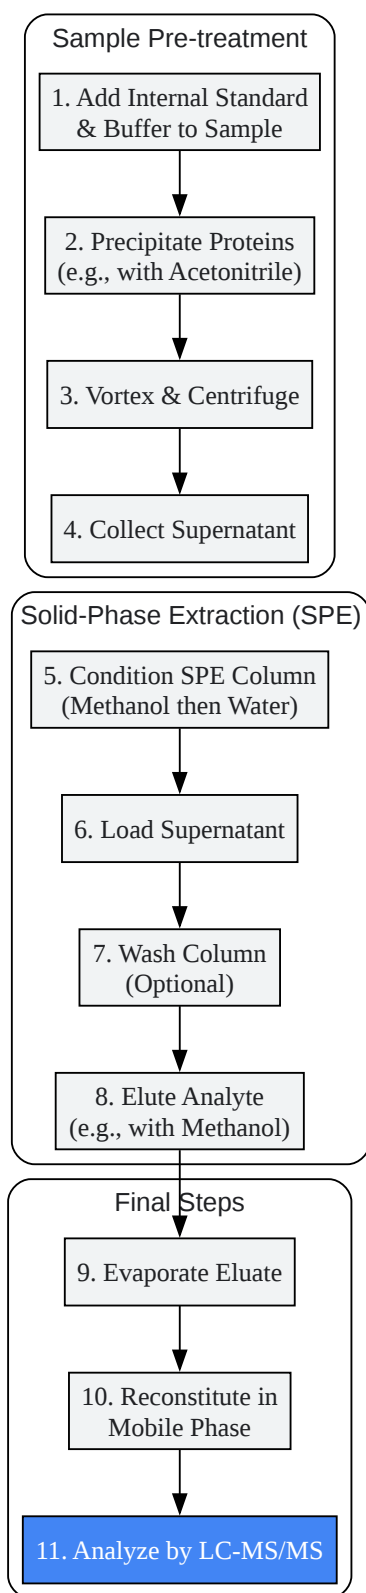 Sample Pre-treatment
1. Add Internal Standard
& Buffer to Sample
2. Precipitate Proteins
(e.g., with Acetonitrile)
3. Vortex & Centrifuge
4. Collect Supernatant
Solid-Phase Extraction (SPE)
5. Condition SPE Column
(Methanol then Water)
6. Load Supernatant
7. Wash Column
(Optional)
8. Elute Analyte
(e.g., with Methanol)
Final Steps
9. Evaporate Eluate
10. Reconstitute in
Mobile Phase
11. Analyze by LC-MS/MS